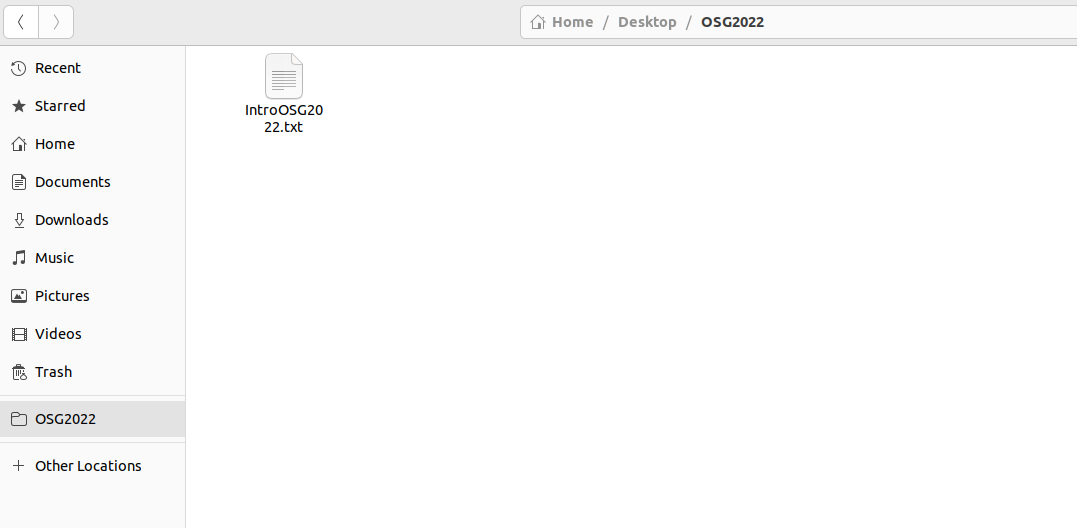 Home / Desktop / OSG2022
Recent
Starred
Home
Documents
Downloads
Music
Pictures
Videos
Trash
OSG2022
Other Locations
IntroOSG20
22.txt